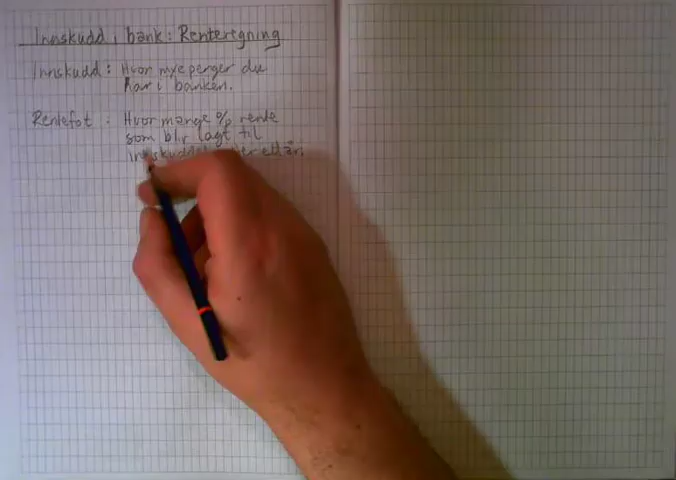 Innskudd i bank: Renteregning
Innskudd: Hvor mye penger du
har i banken.
Rentefot: Hvor mange % rente
som blir lagt til
etter ett år.